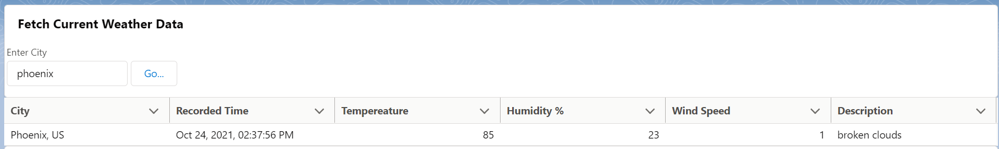 Fetch Current Weather Data
Enter City
phoenix Go...
City Recorded Time Tempereature Humidity % Wind Speed Description
Phoenix, US Oct 24, 2021, 02:37:56 PM 85 23 1 broken clouds